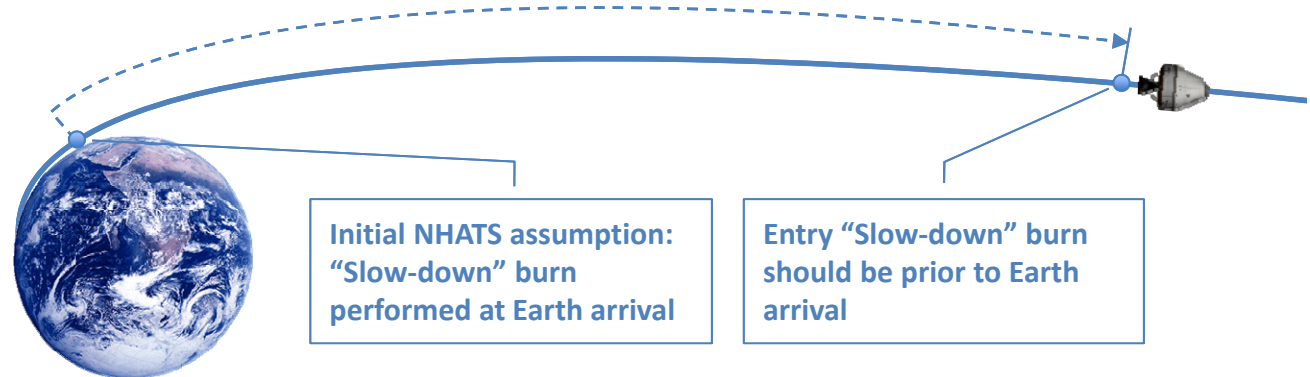 Initial NHATS assumption:
“Slow-down” burn
performed at Earth arrival
Entry “Slow-down” burn
should be prior to Earth
arrival